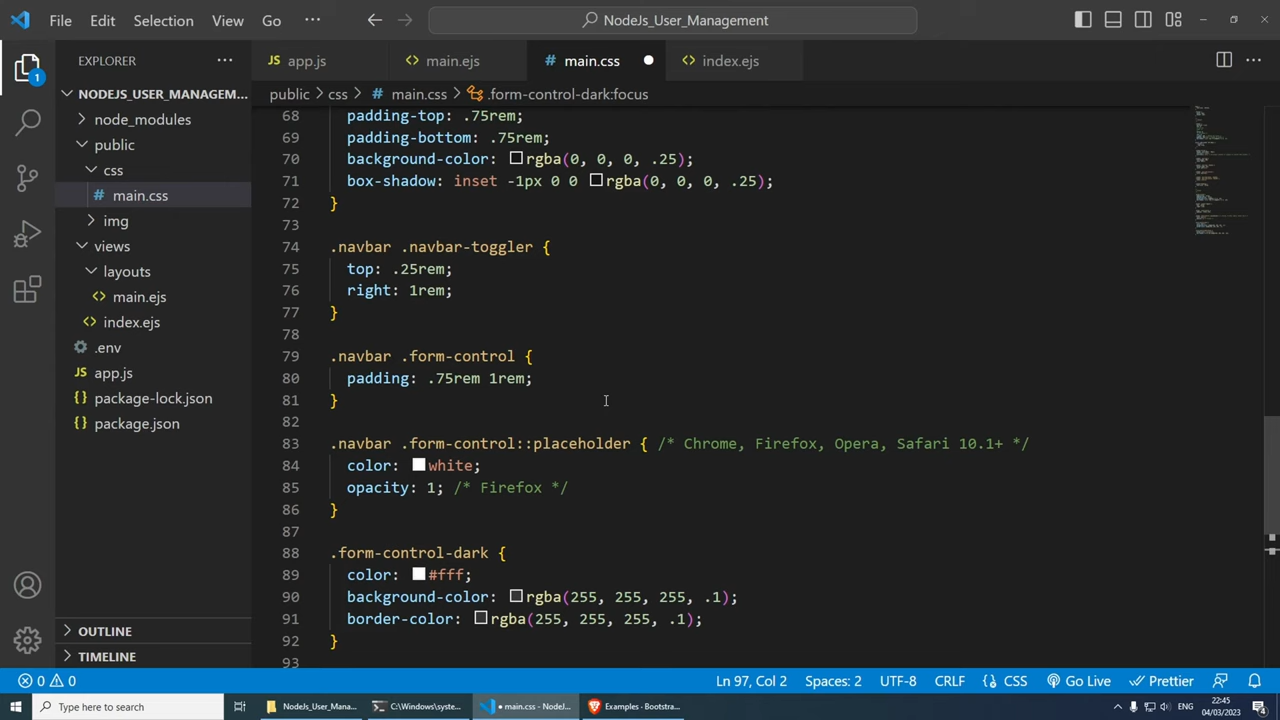 File Edit Selection View Go ··· NodeJs_User_Management
EXPLORER ···
JS app.js
<> main.ejs
# main.css
<> index.ejs
public > css > # main.css > .form-control-dark:focus
NODEJS_USER_MANAGEM...
node_modules
public
css
# main.css
img
views
layouts
<> main.ejs
<> index.ejs
.env
JS app.js
{} package-lock.json
{} package.json
OUTLINE
TIMELINE
1
68 padding-top: .75rem;
69 padding-bottom: .75rem;
70 background-color: rgba(0, 0, 0, .25);
71 box-shadow: inset -1px 0 0 rgba(0, 0, 0, .25);
72 }
73
74 .navbar .navbar-toggler {
75 top: .25rem;
76 right: 1rem;
77 }
78
79 .navbar .form-control {
80 padding: .75rem 1rem;
81 }
82
83 .navbar .form-control::placeholder { /* Chrome, Firefox, Opera, Safari 10.1+ */
84 color: white;
85 opacity: 1; /* Firefox */
86 }
87
88 .form-control-dark {
89 color: #fff;
90 background-color: rgba(255, 255, 255, .1);
91 border-color: rgba(255, 255, 255, .1);
92 }
93
0 0 Ln 97, Col 2 Spaces: 2 UTF-8 CRLF {} CSS Go Live Prettier
Type here to search
NodeJs_User_Mana...
C:\Windows\syste...
• main.css - NodeJ...
Examples · Bootstra...
ENG
22:45
04/03/2023
4